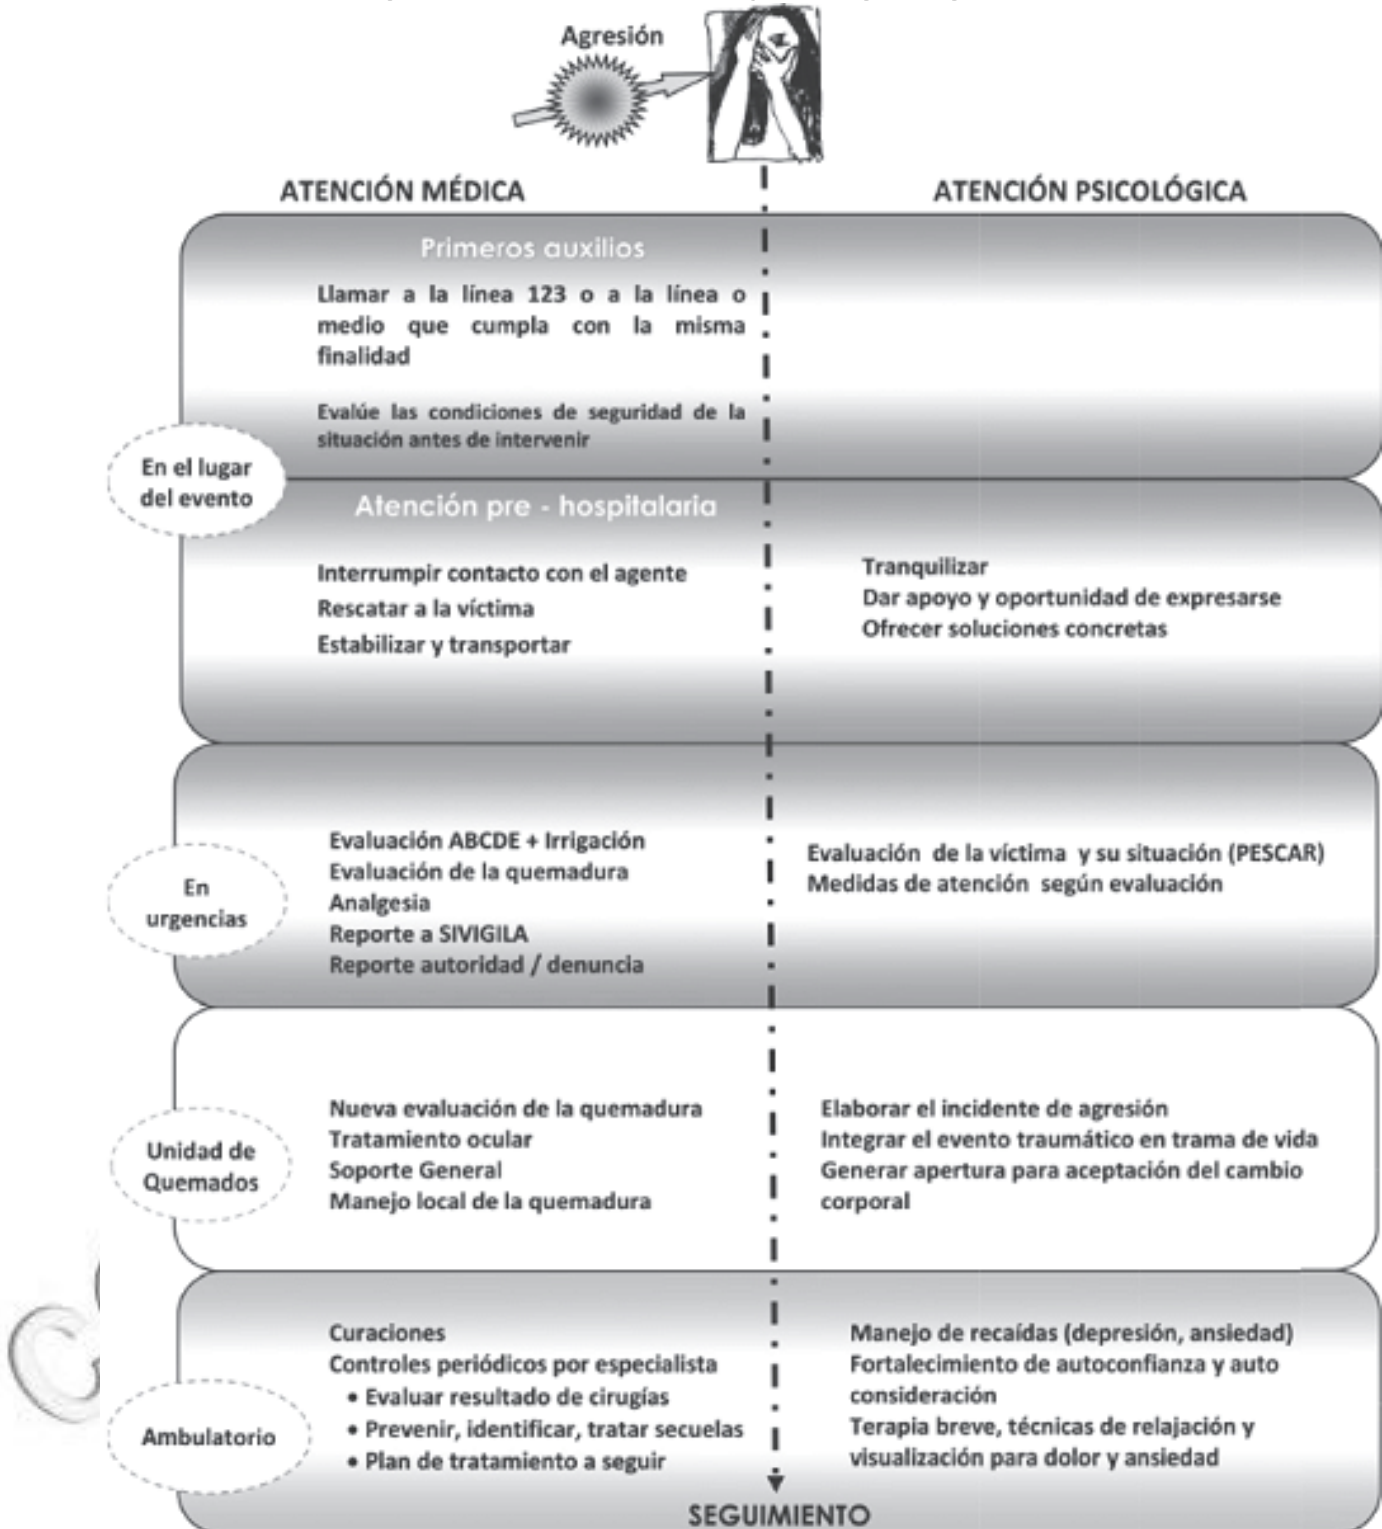 Agresión
ATENCIÓN MÉDICA
ATENCIÓN PSICOLÓGICA
Primeros auxilios
Llamar a la línea 123 o a la línea o
medio que cumpla con la misma
finalidad
Evalúe las condiciones de seguridad de la
situación antes de intervenir
En el lugar
del evento
Atención pre - hospitalaria
Interrumpir contacto con el agente
Rescatar a la víctima
Estabilizar y transportar
Tranquilizar
Dar apoyo y oportunidad de expresarse
Ofrecer soluciones concretas
En
urgencias
Evaluación ABCDE + Irrigación
Evaluación de la quemadura
Analgesia
Reporte a SIVIGILA
Reporte autoridad / denuncia
Evaluación de la víctima y su situación (PESCAR)
Medidas de atención según evaluación
Unidad de
Quemados
Nueva evaluación de la quemadura
Tratamiento ocular
Soporte General
Manejo local de la quemadura
Elaborar el incidente de agresión
Integrar el evento traumático en trama de vida
Generar apertura para aceptación del cambio
corporal
Ambulatorio
Curaciones
Controles periódicos por especialista
• Evaluar resultado de cirugías
• Prevenir, identificar, tratar secuelas
• Plan de tratamiento a seguir
Manejo de recaídas (depresión, ansiedad)
Fortalecimiento de autoconfianza y auto
consideración
Terapia breve, técnicas de relajación y
visualización para dolor y ansiedad
SEGUIMIENTO